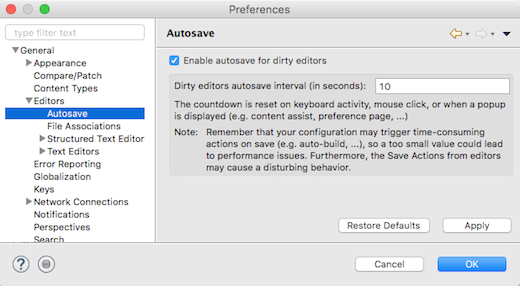 Preferences
type filter text
General
Appearance
Compare/Patch
Content Types
Editors
Autosave
File Associations
Structured Text Editor
Text Editors
Error Reporting
Globalization
Keys
Network Connections
Notifications
Perspectives
Search
Autosave
Enable autosave for dirty editors
Dirty editors autosave interval (in seconds): 10
The countdown is reset on keyboard activity, mouse click, or when a popup
is displayed (e.g. content assist, preference page, ...)
Note: Remember that your configuration may trigger time-consuming
actions on save (e.g. auto-build, ...), so a too small value could lead
to performance issues. Furthermore, the Save Actions from editors
may cause a disturbing behavior.
Restore Defaults Apply
? Cancel OK